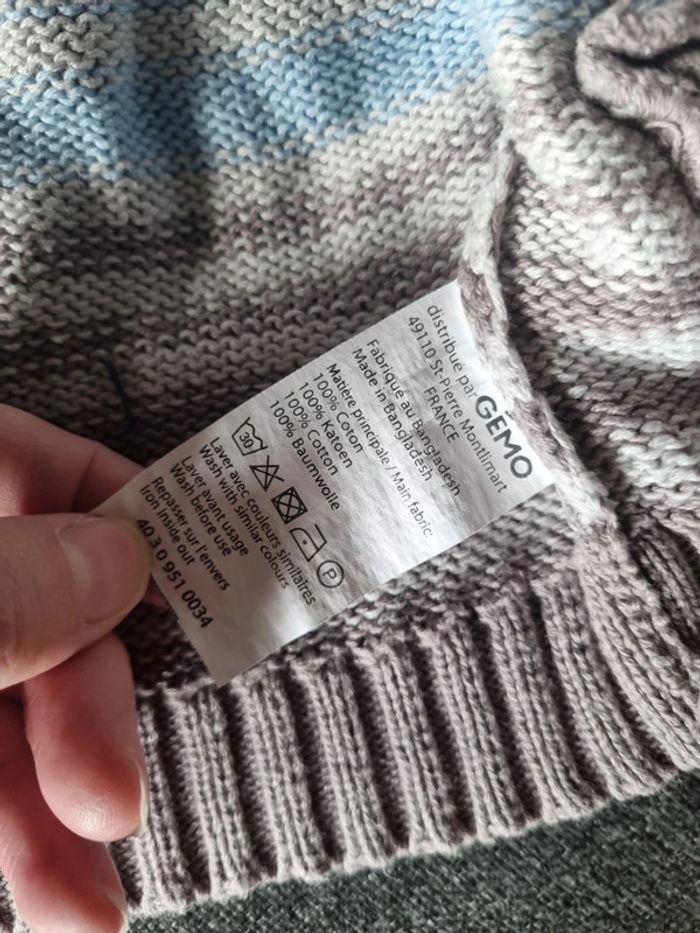 GÉMO
distribué par
49110 St-Pierre Montlimart
FRANCE
Fabriqué au Bangladesh
Made in Bangladesh
Matière principale / Main fabric:
100% Coton
100% Katoen
100% Cotton
100% Baumwolle
30
P
Laver avec couleurs similaires
Wash with similar colours
Laver avant usage
Wash before use
Repasser sur l'envers
Iron inside out
40 3 0 951 0034